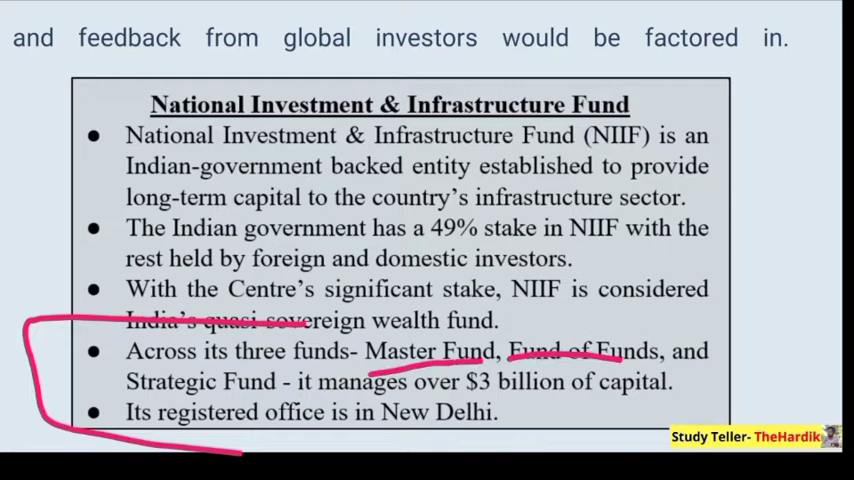 and feedback from global investors would be factored in.
National Investment & Infrastructure Fund
● National Investment & Infrastructure Fund (NIIF) is an
Indian-government backed entity established to provide
long-term capital to the country's infrastructure sector.
● The Indian government has a 49% stake in NIIF with the
rest held by foreign and domestic investors.
● With the Centre's significant stake, NIIF is considered
India's quasi-sovereign wealth fund.
● Across its three funds- Master Fund, Fund of Funds, and
Strategic Fund - it manages over $3 billion of capital.
● Its registered office is in New Delhi.
Study Teller- TheHardik